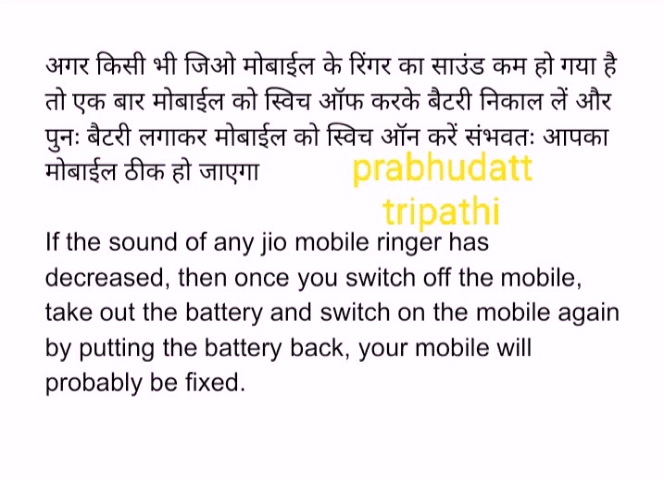 अगर किसी भी जिओ मोबाईल के रिंगर का साउंड कम हो गया है
तो एक बार मोबाईल को स्विच ऑफ करके बैटरी निकाल लें और
पुनः बैटरी लगाकर मोबाईल को स्विच ऑन करें संभवतः आपका
मोबाईल ठीक हो जाएगा
prabhudatt
tripathi
If the sound of any jio mobile ringer has
decreased, then once you switch off the mobile,
take out the battery and switch on the mobile again
by putting the battery back, your mobile will
probably be fixed.